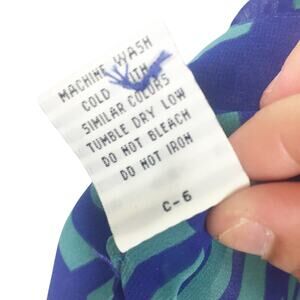 MACHINE WASH
COLD WITH
SIMILAR COLORS
TUMBLE DRY LOW
DO NOT BLEACH
DO NOT IRON
C-6